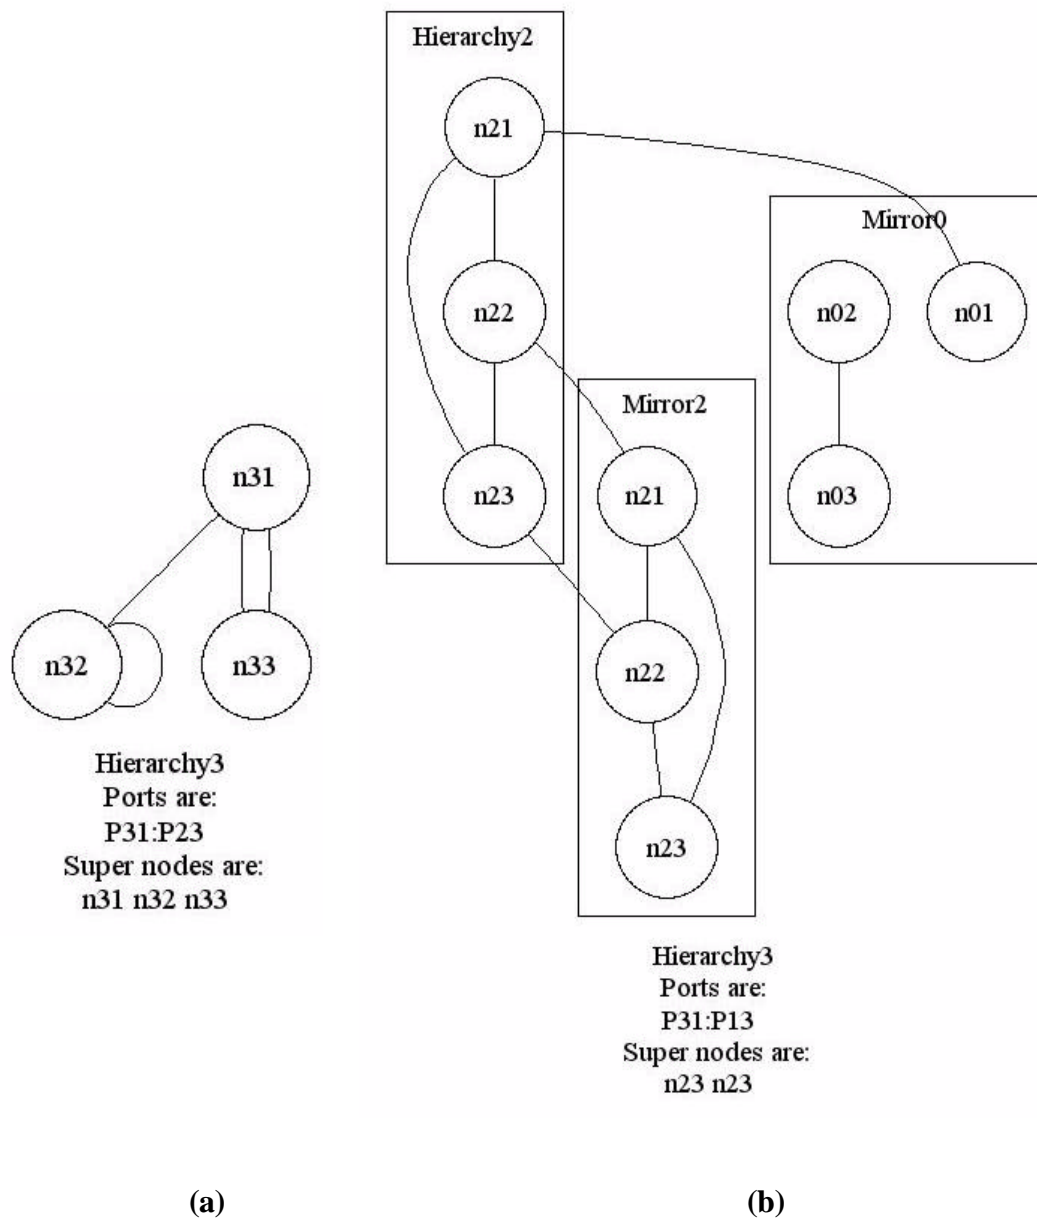 Hierarchy2
n21
Mirror0
n22
n02
n01
Mirror2
n31
n23
n21
n03
n32
n33
n22
Hierarchy3
Ports are:
P31:P23
Super nodes are:
n31 n32 n33
n23
Hierarchy3
Ports are:
P31:P13
Super nodes are:
n23 n23
(a)
(b)